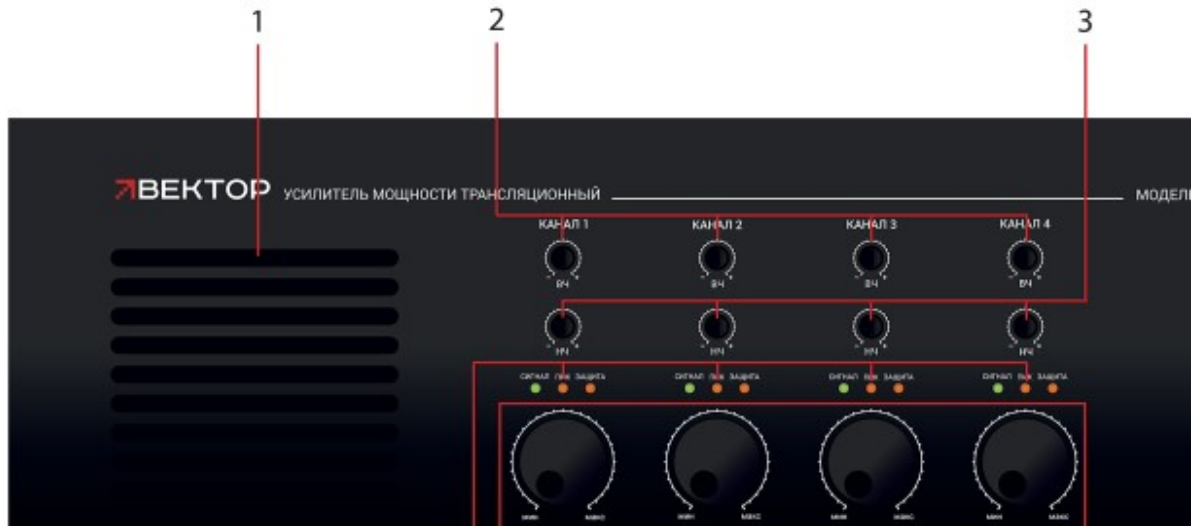 1 2 3
ВЕКТОР УСИЛИТЕЛЬ МОЩНОСТИ ТРАНСЛЯЦИОННЫЙ МОДЕЛЬ
КАНАЛ 1 КАНАЛ 2 КАНАЛ 3 КАНАЛ 4
- + - + - + - +
ВЧ ВЧ ВЧ ВЧ
- + - + - + - +
НЧ НЧ НЧ НЧ
СИГНАЛ ПИК ЗАЩИТА СИГНАЛ ПИК ЗАЩИТА СИГНАЛ ПИК ЗАЩИТА СИГНАЛ ПИК ЗАЩИТА
МИН МАКС МИН МАКС МИН МАКС МИН МАКС